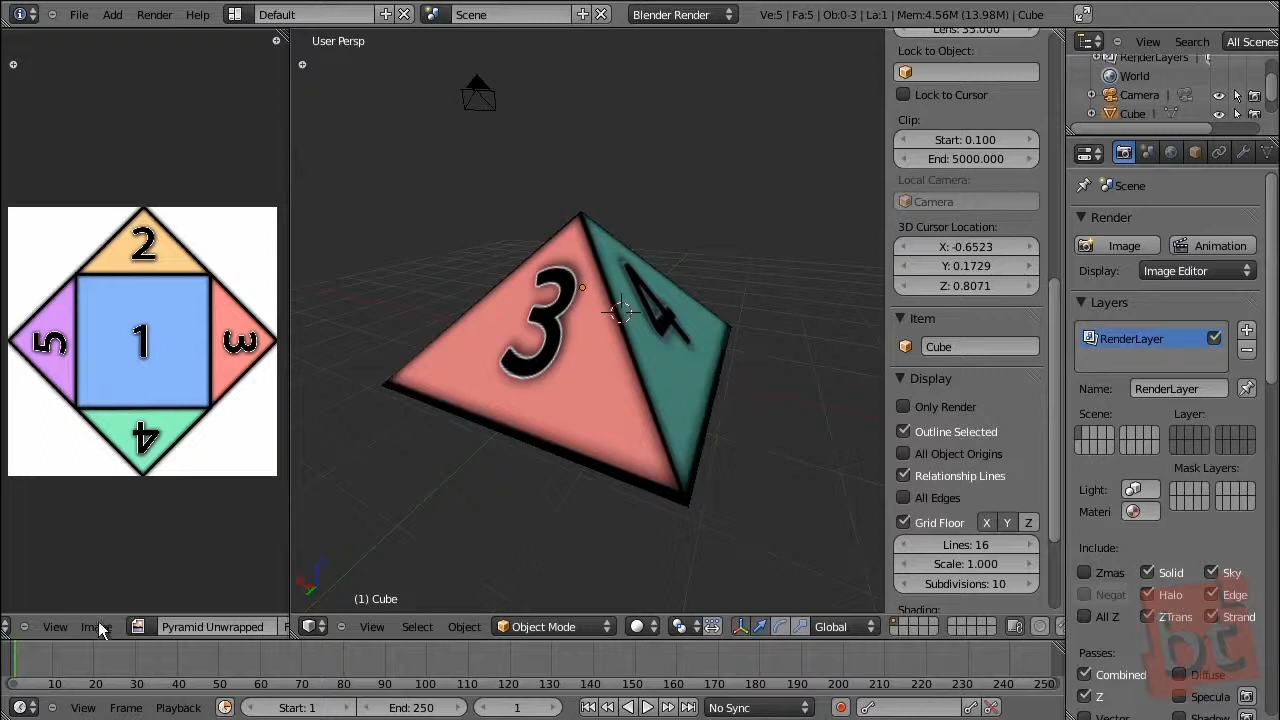 File Add Render Help Default Scene Blender Render Ve:5 | Fa:5 | Ob:0-3 | La:1 | Mem:4.56M (13.98M) | Cube
User Persp
2
5 1 3
4
3 4
(1) Cube
View Pyramid Unwrapped F
View Select Object Object Mode Global
Lens: 35.000
Lock to Object:
Lock to Cursor
Clip:
Start: 0.100
End: 5000.000
Local Camera:
Camera
3D Cursor Location:
X: -0.6523
Y: 0.1729
Z: 0.8071
Item
Cube
Display
Only Render
Outline Selected
All Object Origins
Relationship Lines
All Edges
Grid Floor X Y Z
Lines: 16
Scale: 1.000
Subdivisions: 10
Shading:
View Search All Scenes
RenderLayers
World
Camera
Cube
Scene
Render
Image Animation
Display: Image Editor
Layers
RenderLayer
Name: RenderLayer
Scene: Layer:
Mask Layers:
Light:
Materi
Include:
Zmas Solid Sky
Negat Halo Edge
All Z ZTrans Strand
Passes:
Combined Diffuse
Z Specula
Vector
10 20 30 40 50 60 70 80 90 100 110 120 130 140 150 160 170 180 190 200 210 220 230 240 250
View Frame Playback Start: 1 End: 250 1 No Sync